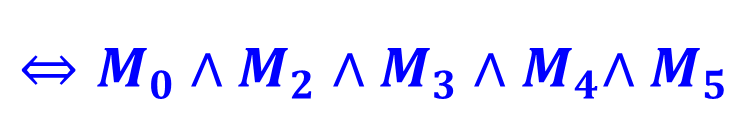 ⇔ M₀ ∧ M₂ ∧ M₃ ∧ M₄∧ M₅